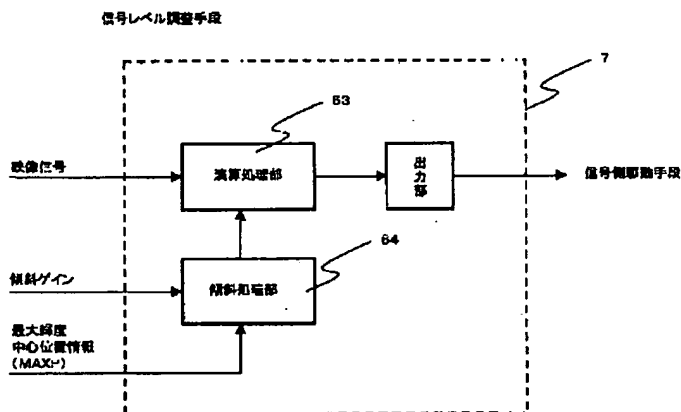 信号レベル調整手段
7
63
映像信号
演算処理部
出力部
信号側駆動手段
64
傾斜ゲイン
傾斜処理部
最大輝度
中心位置情報
(MAXP)